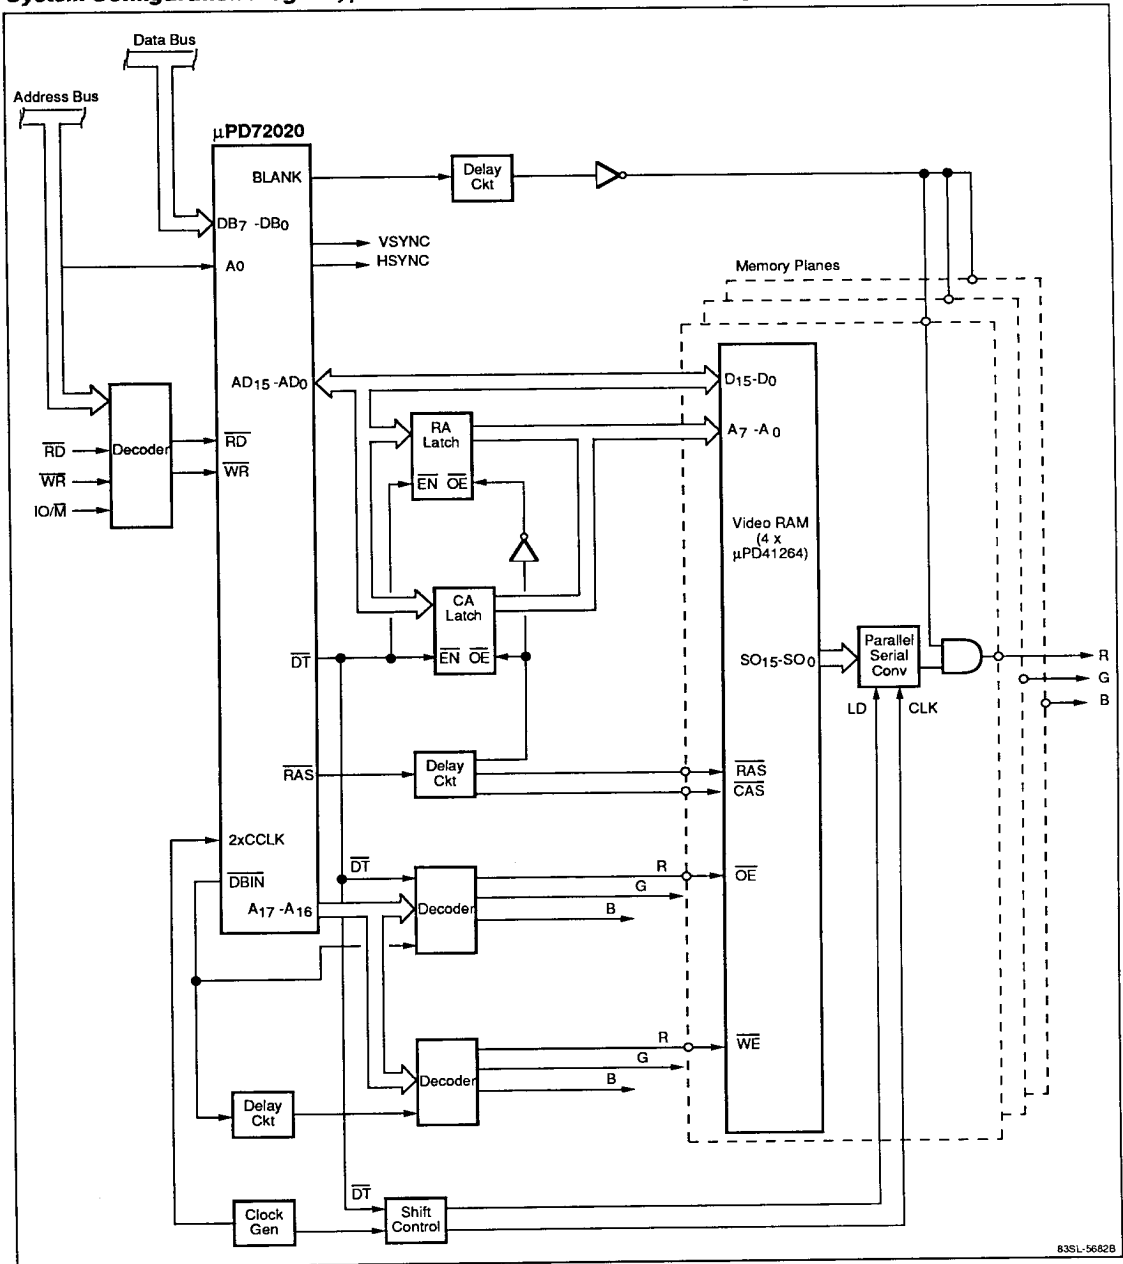 Data Bus
Address Bus
μPD72020
BLANK
Delay
Ckt
DB7 -DB0
VSYNC
HSYNC
A0
Memory Planes
AD15 -AD0
D15-D0
RA
Latch
A7 -A0
RD
WR
IO/M
Decoder
RD
WR
EN OE
Video RAM
(4 x
μPD41264)
CA
Latch
DT
EN OE
SO15-SO0
Parallel
Serial
Conv
R
G
B
LD
CLK
RAS
Delay
Ckt
RAS
CAS
2xCCLK
DBIN
A17 -A16
DT
Decoder
R
G
B
OE
Decoder
R
G
B
WE
Delay
Ckt
DT
Clock
Gen
Shift
Control
83SL-5682B